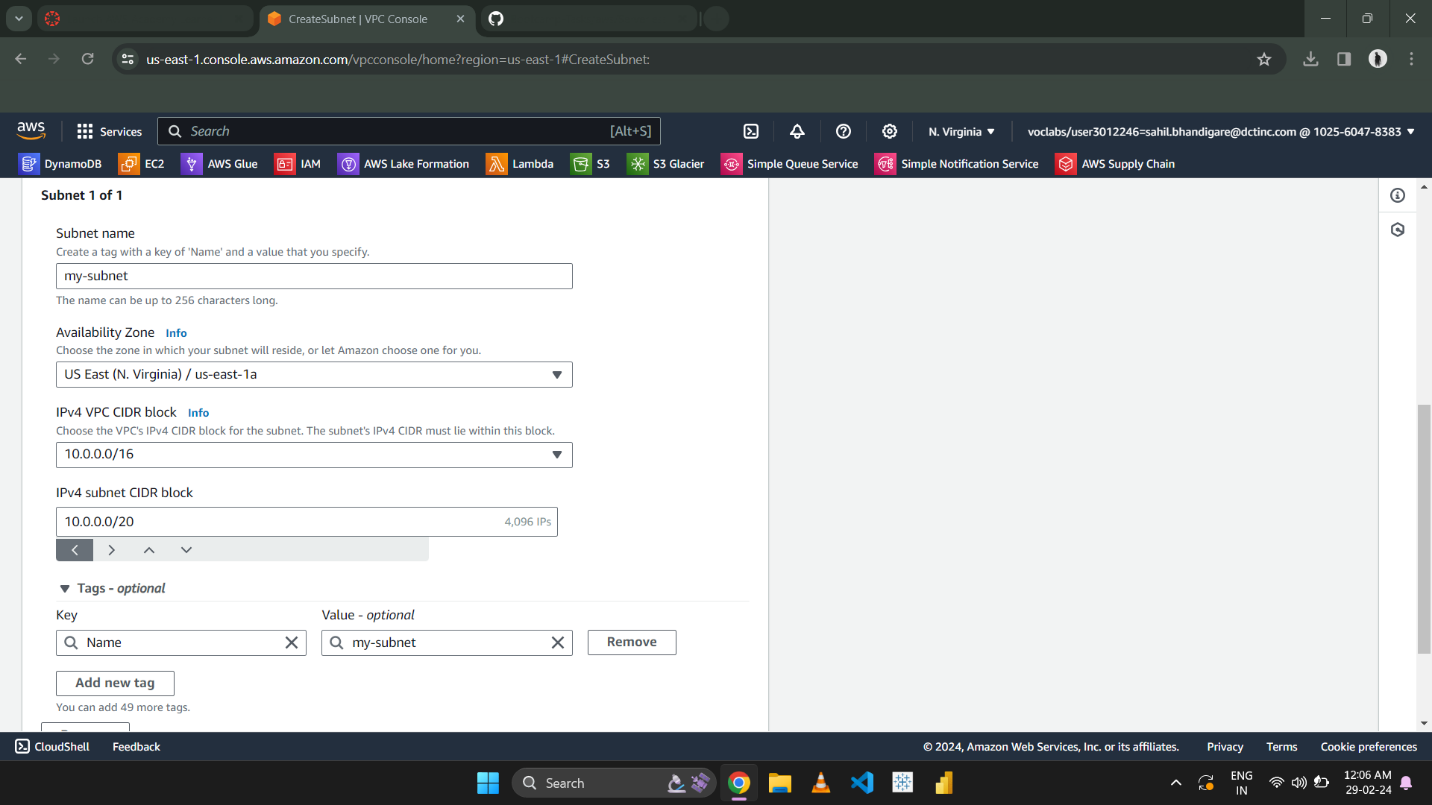 CreateSubnet | VPC Console
us-east-1.console.aws.amazon.com/vpcconsole/home?region=us-east-1#CreateSubnet:
aws Services Search [Alt+S] N. Virginia voclabs/user3012246=sahil.bhandigare@dctinc.com @ 1025-6047-8383
DynamoDB EC2 AWS Glue IAM AWS Lake Formation Lambda S3 S3 Glacier Simple Queue Service Simple Notification Service AWS Supply Chain
Subnet 1 of 1
Subnet name
Create a tag with a key of 'Name' and a value that you specify.
my-subnet
The name can be up to 256 characters long.
Availability Zone Info
Choose the zone in which your subnet will reside, or let Amazon choose one for you.
US East (N. Virginia) / us-east-1a
IPv4 VPC CIDR block Info
Choose the VPC's IPv4 CIDR block for the subnet. The subnet's IPv4 CIDR must lie within this block.
10.0.0.0/16
IPv4 subnet CIDR block
10.0.0.0/20 4,096 IPs
Tags - optional
Key Value - optional
Name my-subnet Remove
Add new tag
You can add 49 more tags.
CloudShell Feedback © 2024, Amazon Web Services, Inc. or its affiliates. Privacy Terms Cookie preferences
Search ENG IN 12:06 AM 29-02-24